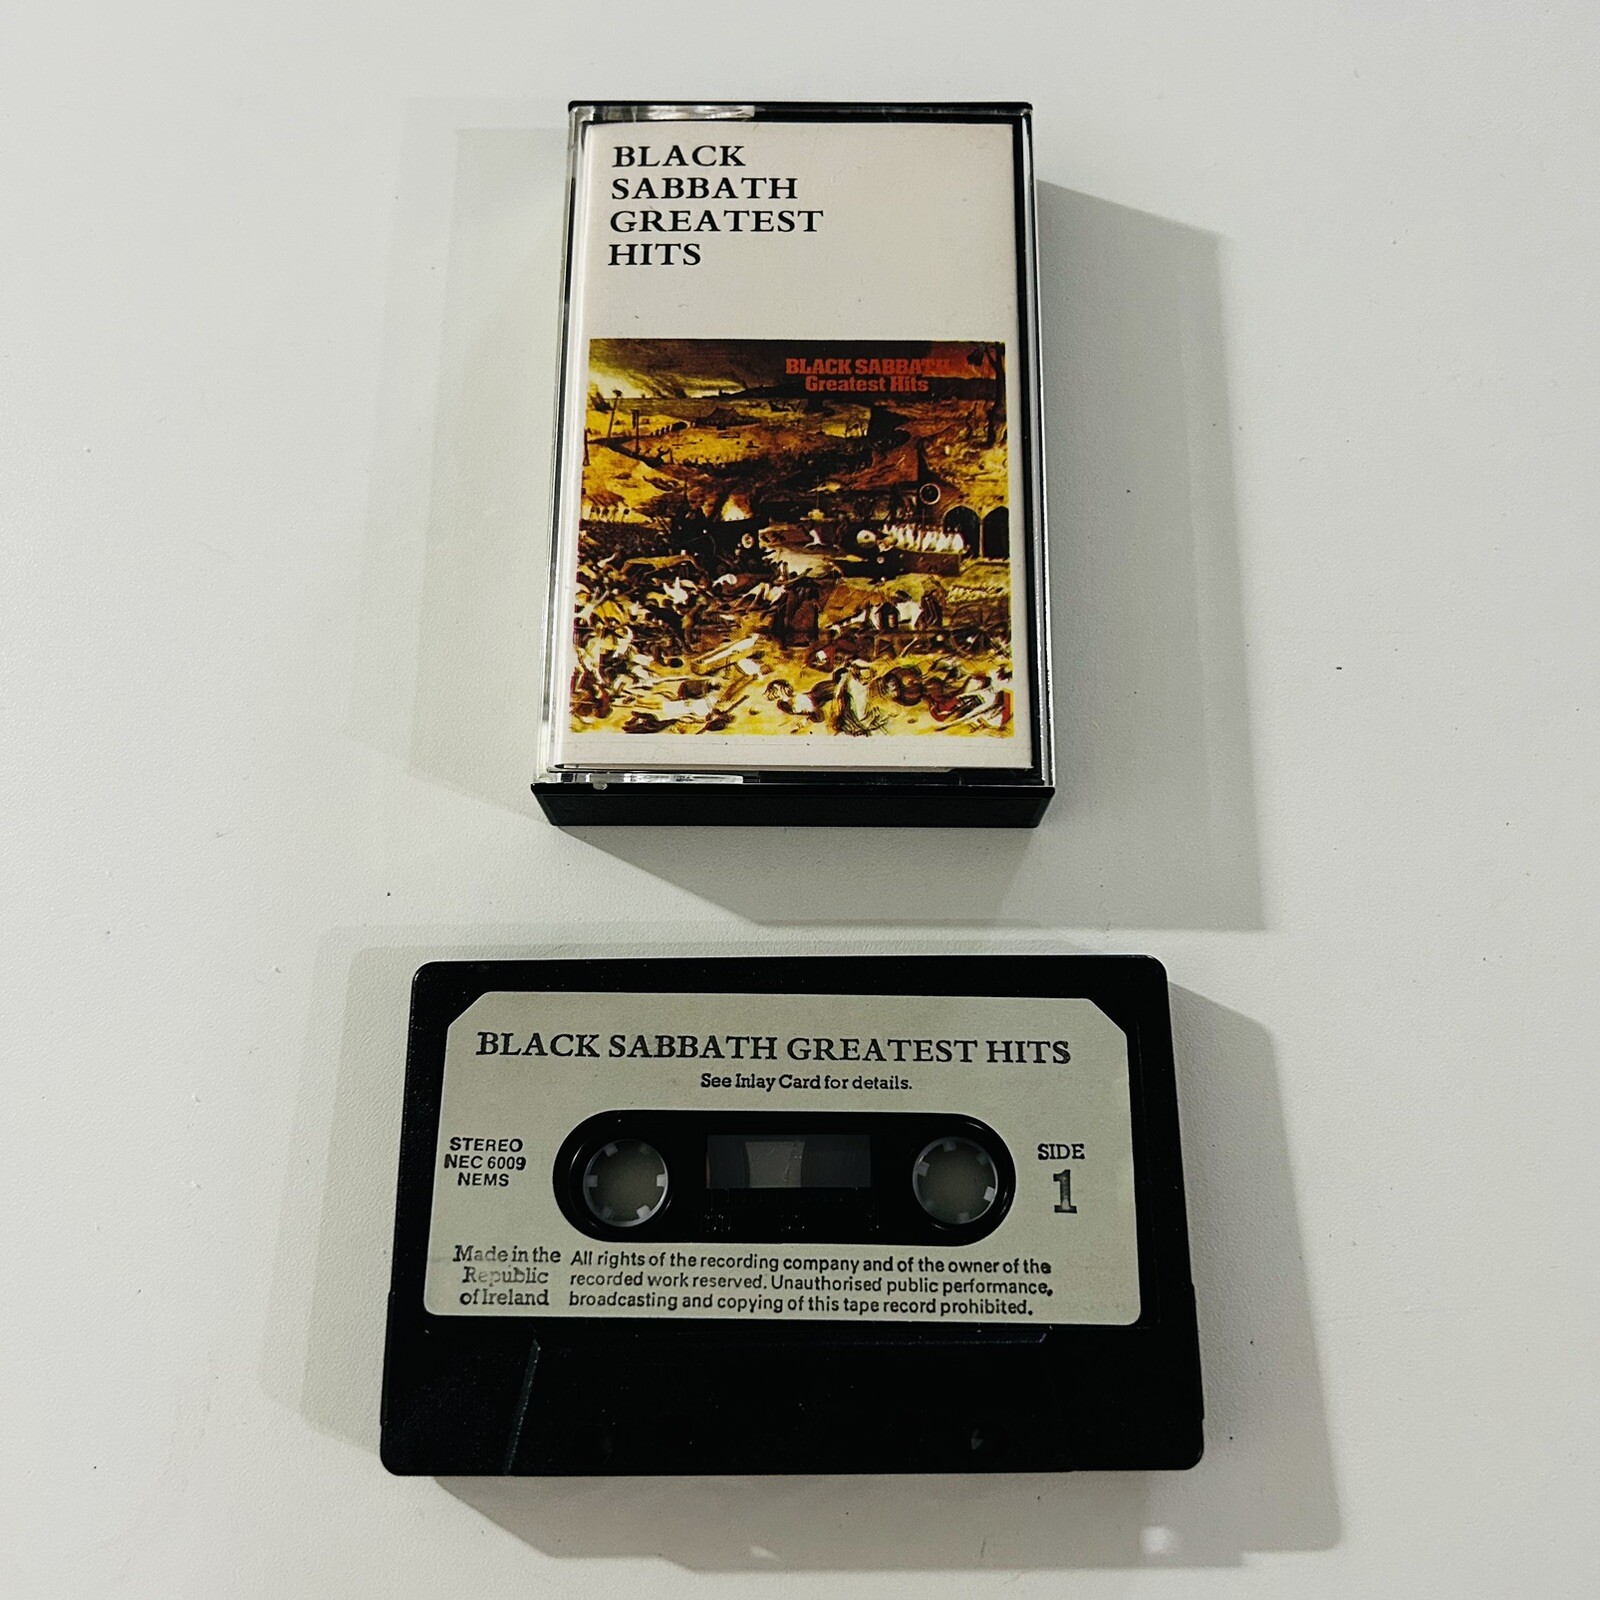 BLACK
SABBATH
GREATEST
HITS
BLACK SABBATH
Greatest Hits
BLACK SABBATH GREATEST HITS
See Inlay Card for details.
STEREO
NEC 6009
NEMS
SIDE
1
Made in the
Republic
of Ireland
All rights of the recording company and of the owner of the
recorded work reserved. Unauthorised public performance,
broadcasting and copying of this tape record prohibited.